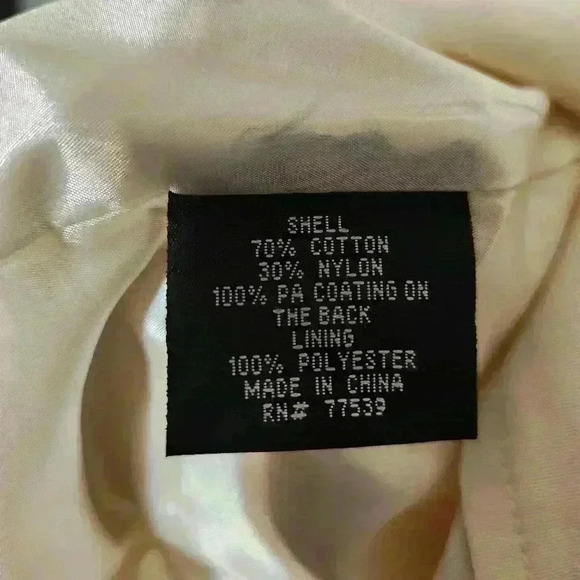 SHELL
70% COTTON
30% NYLON
100% PA COATING ON
THE BACK
LINING
100% POLYESTER
MADE IN CHINA
RN# 77539